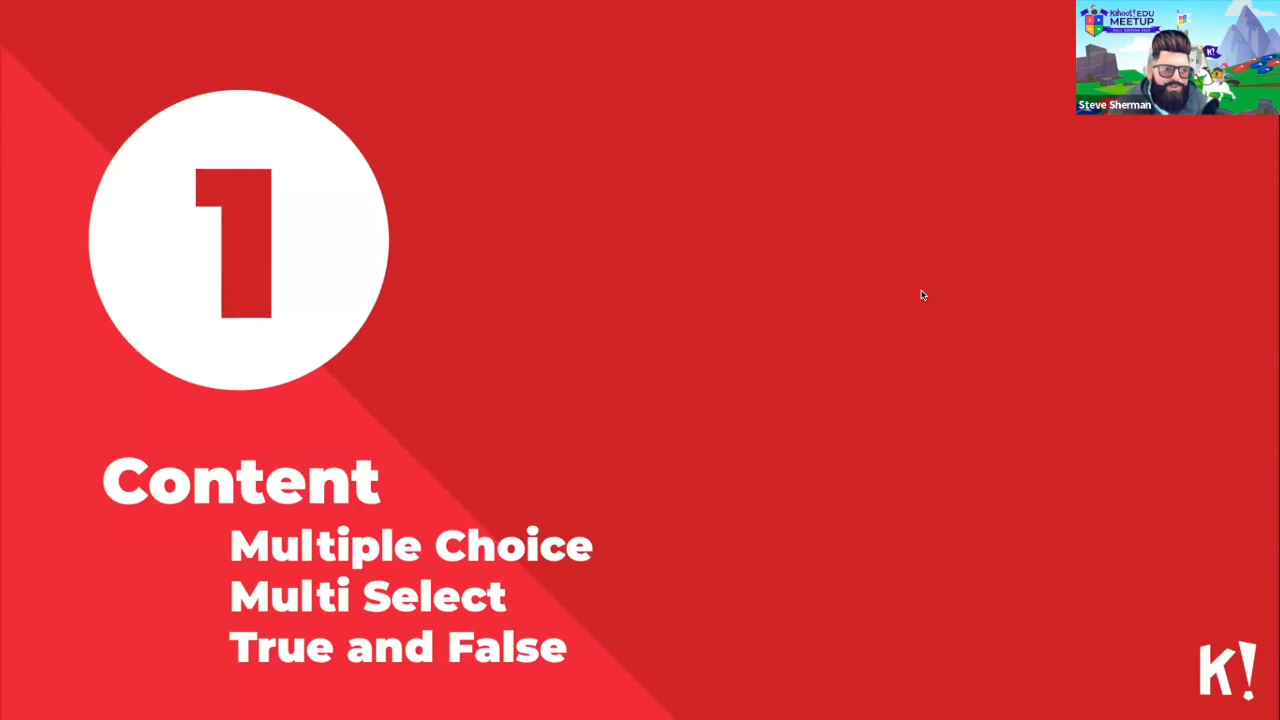 Kahoot! EDU
MEETUP
K!
Steve Sherman
1
Content
Multiple Choice
Multi Select
True and False
K!